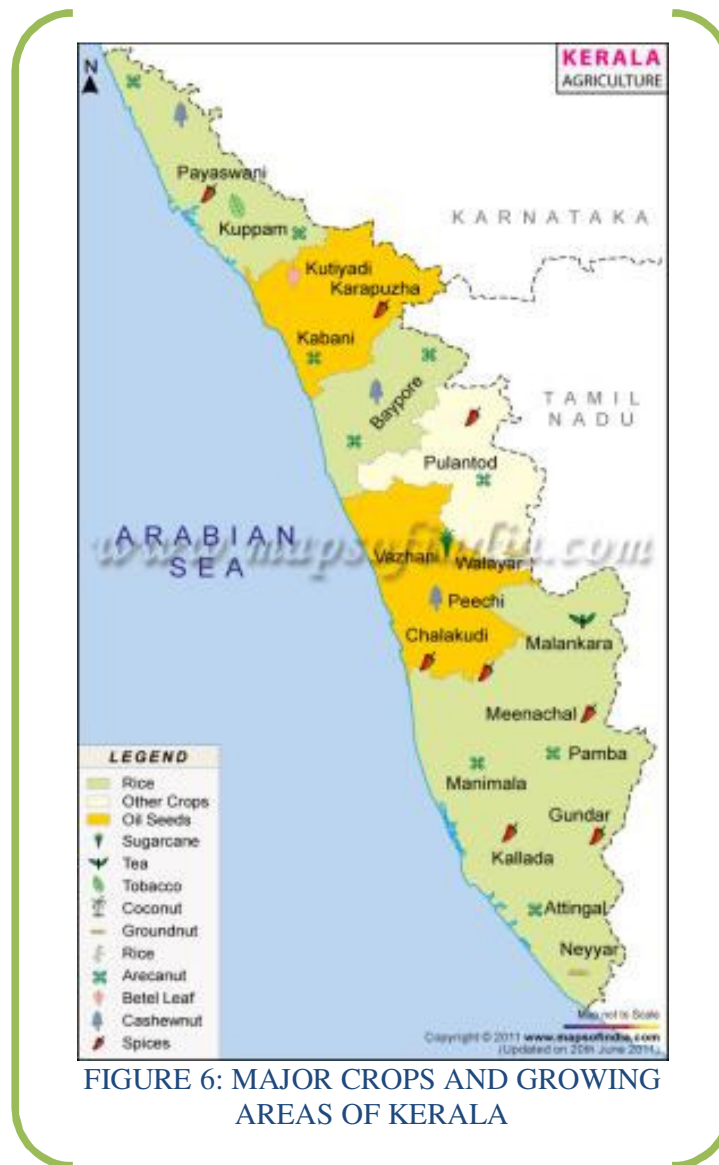 KERALA
AGRICULTURE
N
Payaswani
Kuppam
KARNATAKA
Kutiyadi
Karapuzha
Kabani
Baypore
TAMIL
NADU
Pulantod
ARABIAN
SEA
www.mapsofindia.com
Vazhani
Walayar
Peechi
Chalakudi
Malankara
Meenachal
Pamba
Manimala
Gundar
Kallada
Attingal
Neyyar
LEGEND
Rice
Other Crops
Oil Seeds
Sugarcane
Tea
Tobacco
Coconut
Groundnut
Rice
Arecanut
Betel Leaf
Cashewnut
Spices
Map not to Scale
Copyright © 2011 www.mapsofindia.com
(Updated on 20th June 2011)
FIGURE 6: MAJOR CROPS AND GROWING
AREAS OF KERALA